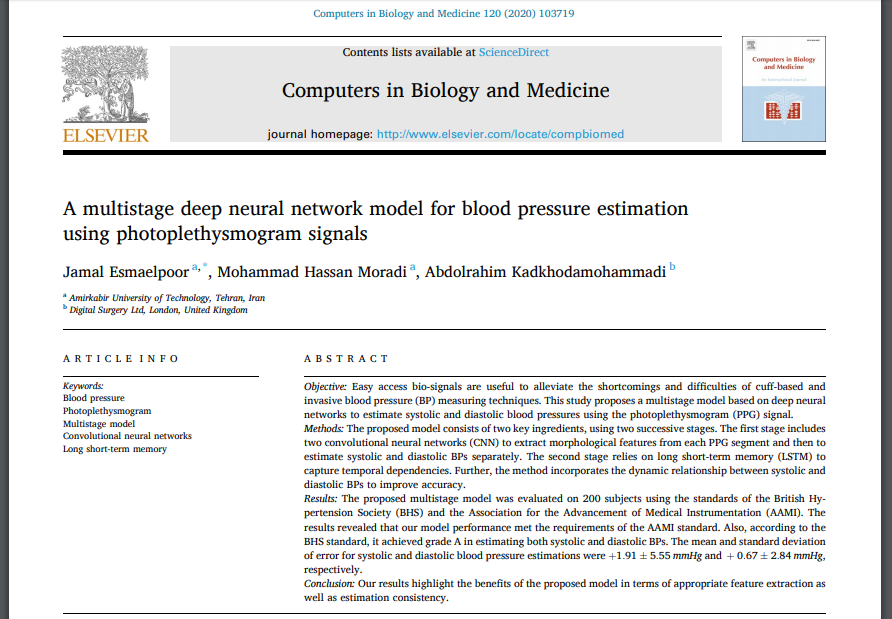 Computers in Biology and Medicine 120 (2020) 103719
Contents lists available at ScienceDirect
Computers in Biology and Medicine
journal homepage: http://www.elsevier.com/locate/compbiomed
ELSEVIER
Computers in Biology
and Medicine
A multistage deep neural network model for blood pressure estimation
using photoplethysmogram signals
Jamal Esmaelpoor a,*, Mohammad Hassan Moradi a, Abdolrahim Kadkhodamohammadi b
a Amirkabir University of Technology, Tehran, Iran
b Digital Surgery Ltd, London, United Kingdom
ARTICLE INFO
Keywords:
Blood pressure
Photoplethysmogram
Multistage model
Convolutional neural networks
Long short-term memory
ABSTRACT
Objective: Easy access bio-signals are useful to alleviate the shortcomings and difficulties of cuff-based and
invasive blood pressure (BP) measuring techniques. This study proposes a multistage model based on deep neural
networks to estimate systolic and diastolic blood pressures using the photoplethysmogram (PPG) signal.
Methods: The proposed model consists of two key ingredients, using two successive stages. The first stage includes
two convolutional neural networks (CNN) to extract morphological features from each PPG segment and then to
estimate systolic and diastolic BPs separately. The second stage relies on long short-term memory (LSTM) to
capture temporal dependencies. Further, the method incorporates the dynamic relationship between systolic and
diastolic BPs to improve accuracy.
Results: The proposed multistage model was evaluated on 200 subjects using the standards of the British Hy-
pertension Society (BHS) and the Association for the Advancement of Medical Instrumentation (AAMI). The
results revealed that our model performance met the requirements of the AAMI standard. Also, according to the
BHS standard, it achieved grade A in estimating both systolic and diastolic BPs. The mean and standard deviation
of error for systolic and diastolic blood pressure estimations were +1.91 ± 5.55 mmHg and + 0.67 ± 2.84 mmHg,
respectively.
Conclusion: Our results highlight the benefits of the proposed model in terms of appropriate feature extraction as
well as estimation consistency.